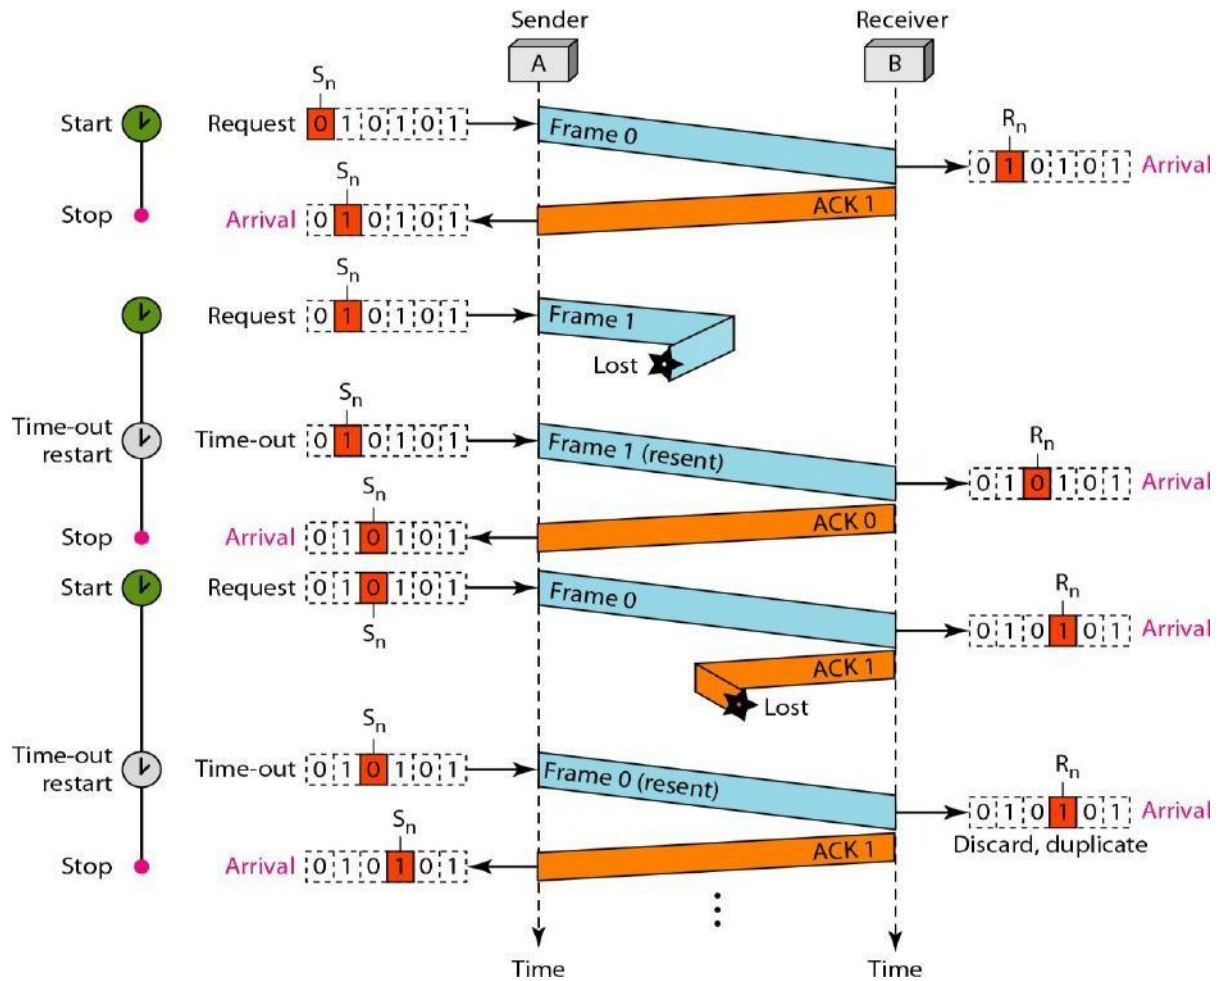 Sender Receiver
A B
Sn
Start Request 0 1 0 1 0 1 Frame 0
Rn
0 1 0 1 0 1 Arrival
Sn
Stop Arrival 0 1 0 1 0 1 ACK 1
Sn
Request 0 1 0 1 0 1 Frame 1
Lost
Sn
Time-out restart Time-out 0 1 0 1 0 1 Frame 1 (resent)
Rn
0 1 0 1 0 1 Arrival
Sn
Stop Arrival 0 1 0 1 0 1 ACK 0
Start Request 0 1 0 1 0 1 Frame 0
Sn
Rn
0 1 0 1 0 1 Arrival
ACK 1
Lost
Sn
Time-out restart Time-out 0 1 0 1 0 1 Frame 0 (resent)
Rn
0 1 0 1 0 1 Arrival
Discard, duplicate
Sn
Stop Arrival 0 1 0 1 0 1 ACK 1
Time Time